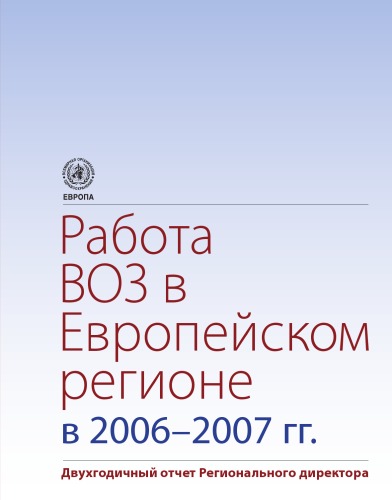 ЕВРОПА
Работа
ВОЗ в
Европейском
регионе
в 2006–2007 гг.
Двухгодичный отчет Регионального директора